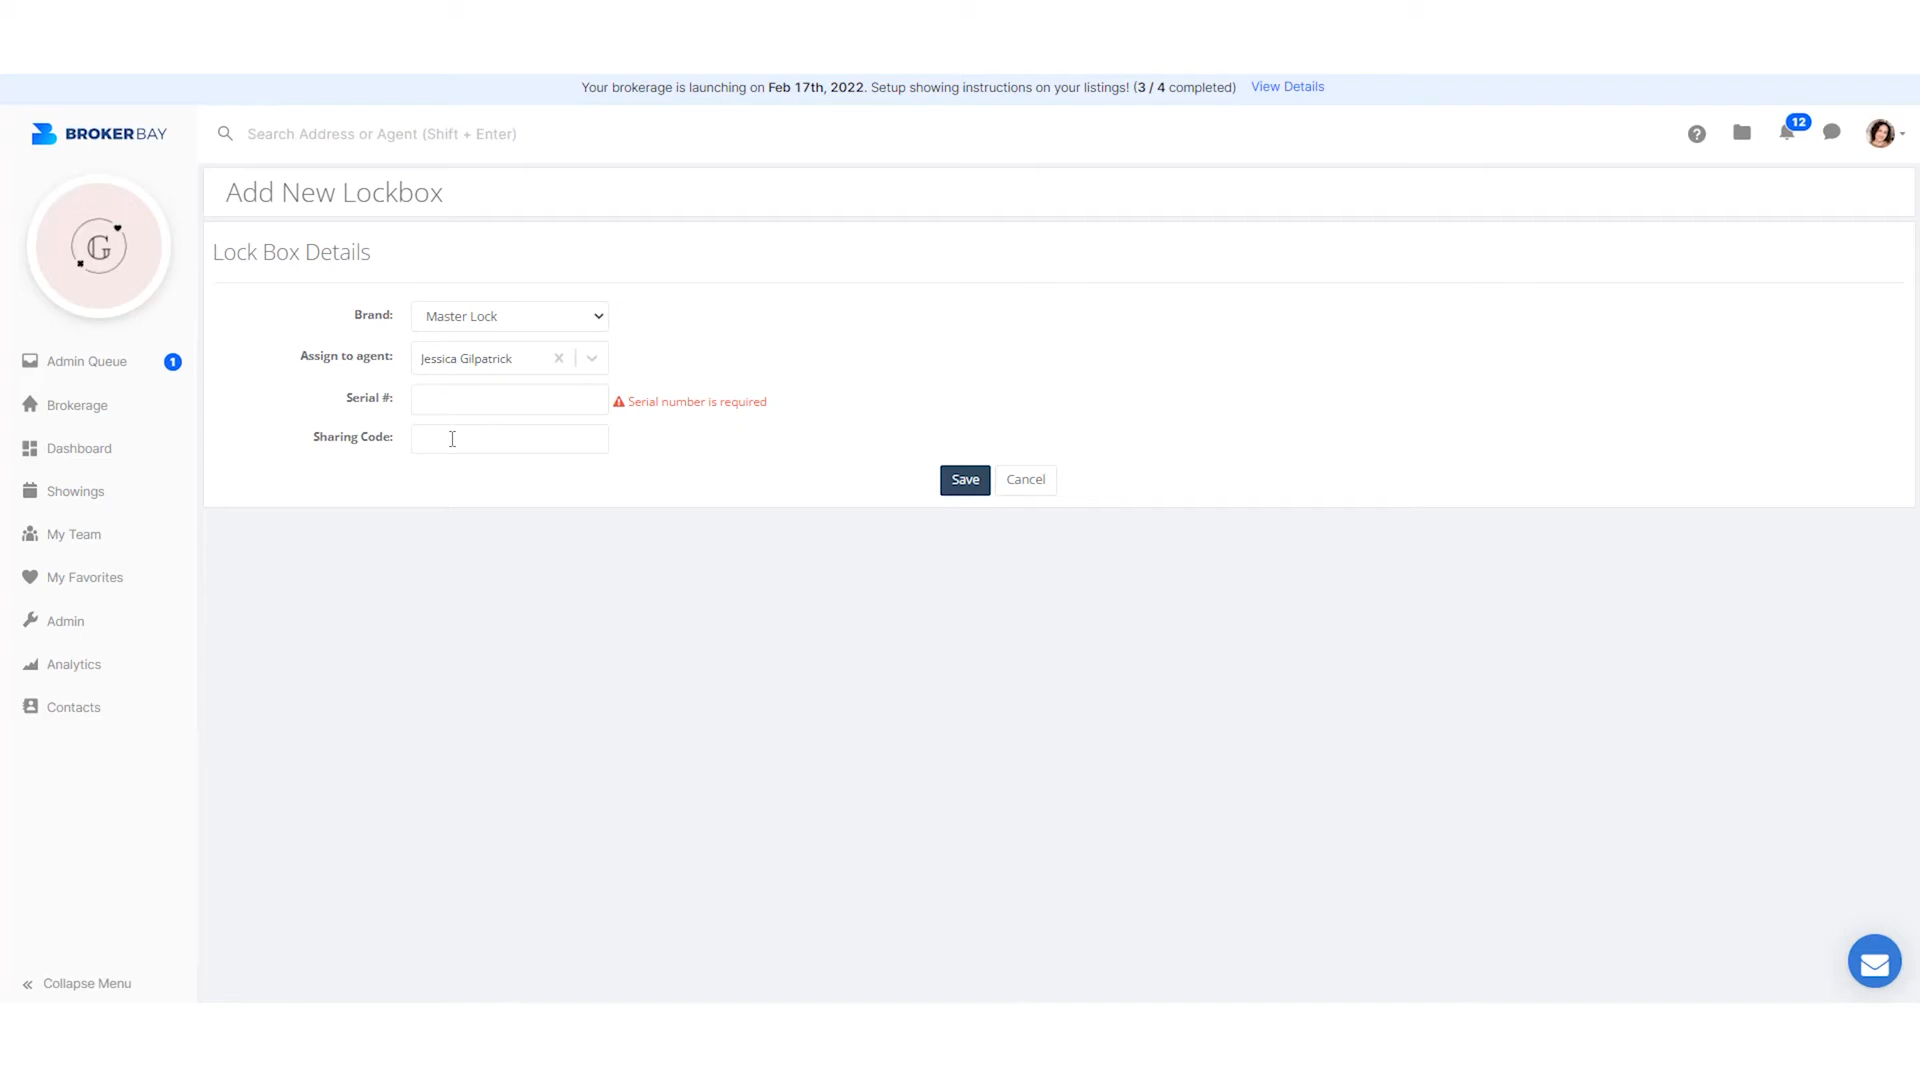 Your brokerage is launching on Feb 17th, 2022. Setup showing instructions on your listings! (3 / 4 completed) View Details
BROKERBAY
Search Address or Agent (Shift + Enter)
12
Add New Lockbox
G
Lock Box Details
Brand: Master Lock
Assign to agent: Jessica Gilpatrick
Serial #: Serial number is required
Sharing Code:
Save Cancel
Admin Queue 1
Brokerage
Dashboard
Showings
My Team
My Favorites
Admin
Analytics
Contacts
Collapse Menu